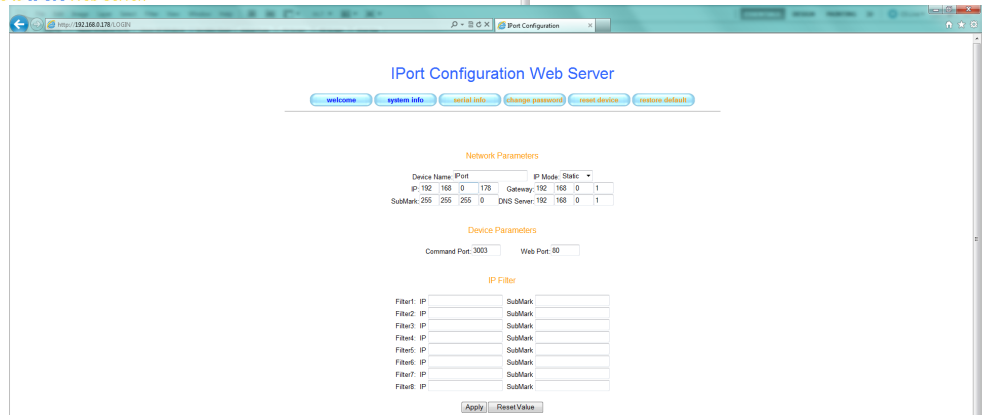 http://192.168.0.178/LOGIN IPort Configuration
IPort Configuration Web Server
welcome system info serial info change password reset device restore default
Network Parameters
Device Name: IPort IP Mode: Static
IP: 192 168 0 178 Gateway: 192 168 0 1
SubMark: 255 255 255 0 DNS Server: 192 168 0 1
Device Parameters
Command Port: 3003 Web Port: 80
IP Filter
Filter1: IP SubMark
Filter2: IP SubMark
Filter3: IP SubMark
Filter4: IP SubMark
Filter5: IP SubMark
Filter6: IP SubMark
Filter7: IP SubMark
Filter8: IP SubMark
Apply Reset Value